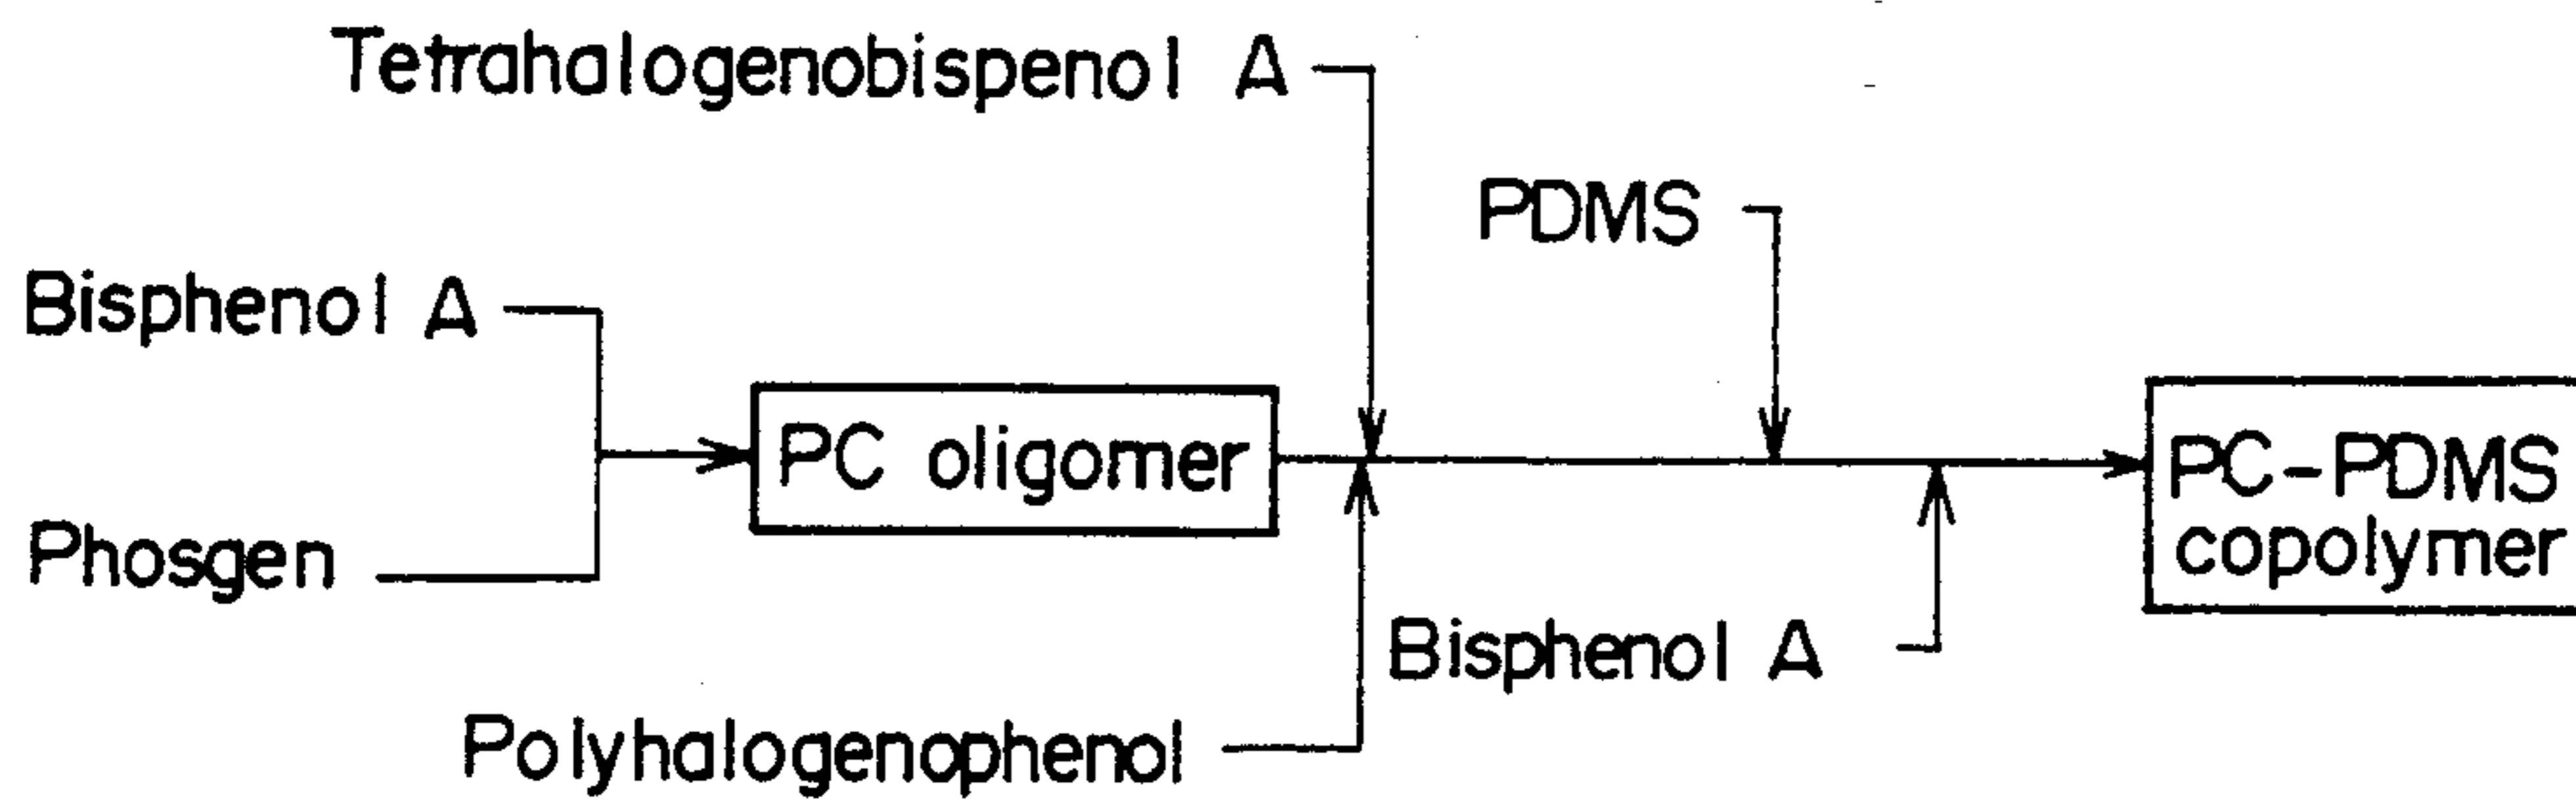 Tetrahalogenobispenol A
PDMS
Bisphenol A
PC oligomer
PC-PDMS
copolymer
Phosgen
Bisphenol A
Polyhalogenophenol